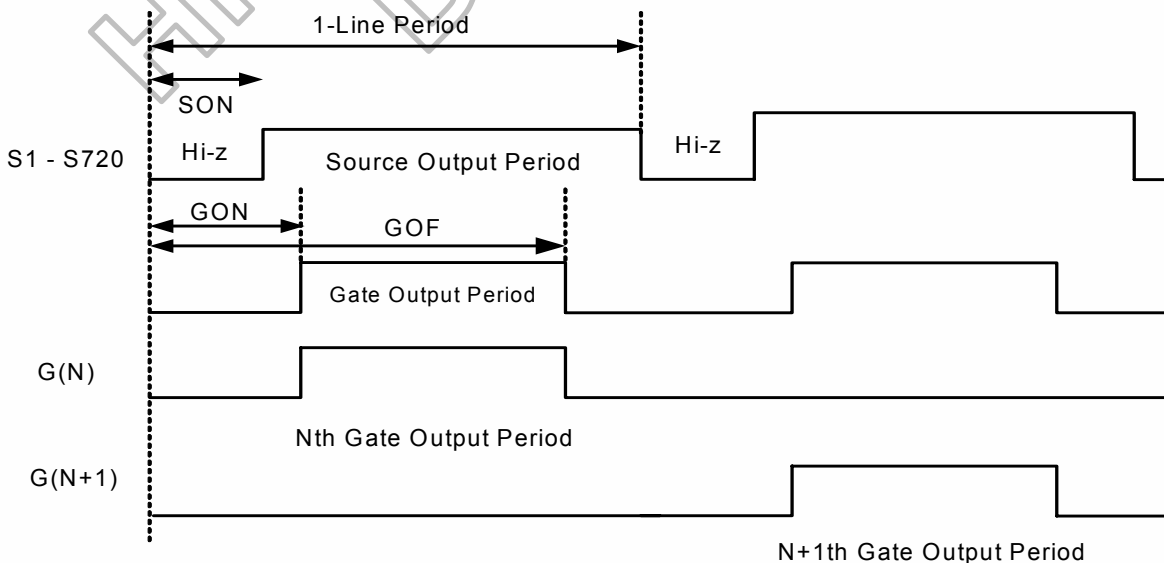 1-Line Period
SON
S1 - S720
Hi-z
Source Output Period
Hi-z
GON
GOF
Gate Output Period
G(N)
Nth Gate Output Period
G(N+1)
N+1th Gate Output Period